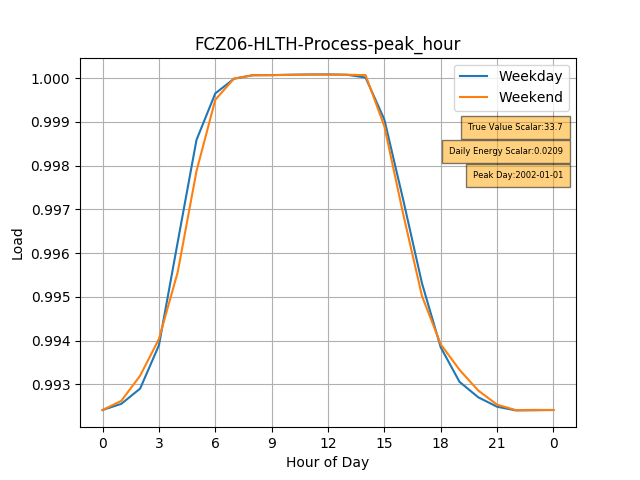 FCZ06-HLTH-Process-peak_hour
1.000
0.999
0.998
0.997
0.996
0.995
0.994
0.993
Load
Weekday
Weekend
True Value Scalar:33.7
Daily Energy Scalar:0.0209
Peak Day:2002-01-01
0 3 6 9 12 15 18 21 0
Hour of Day